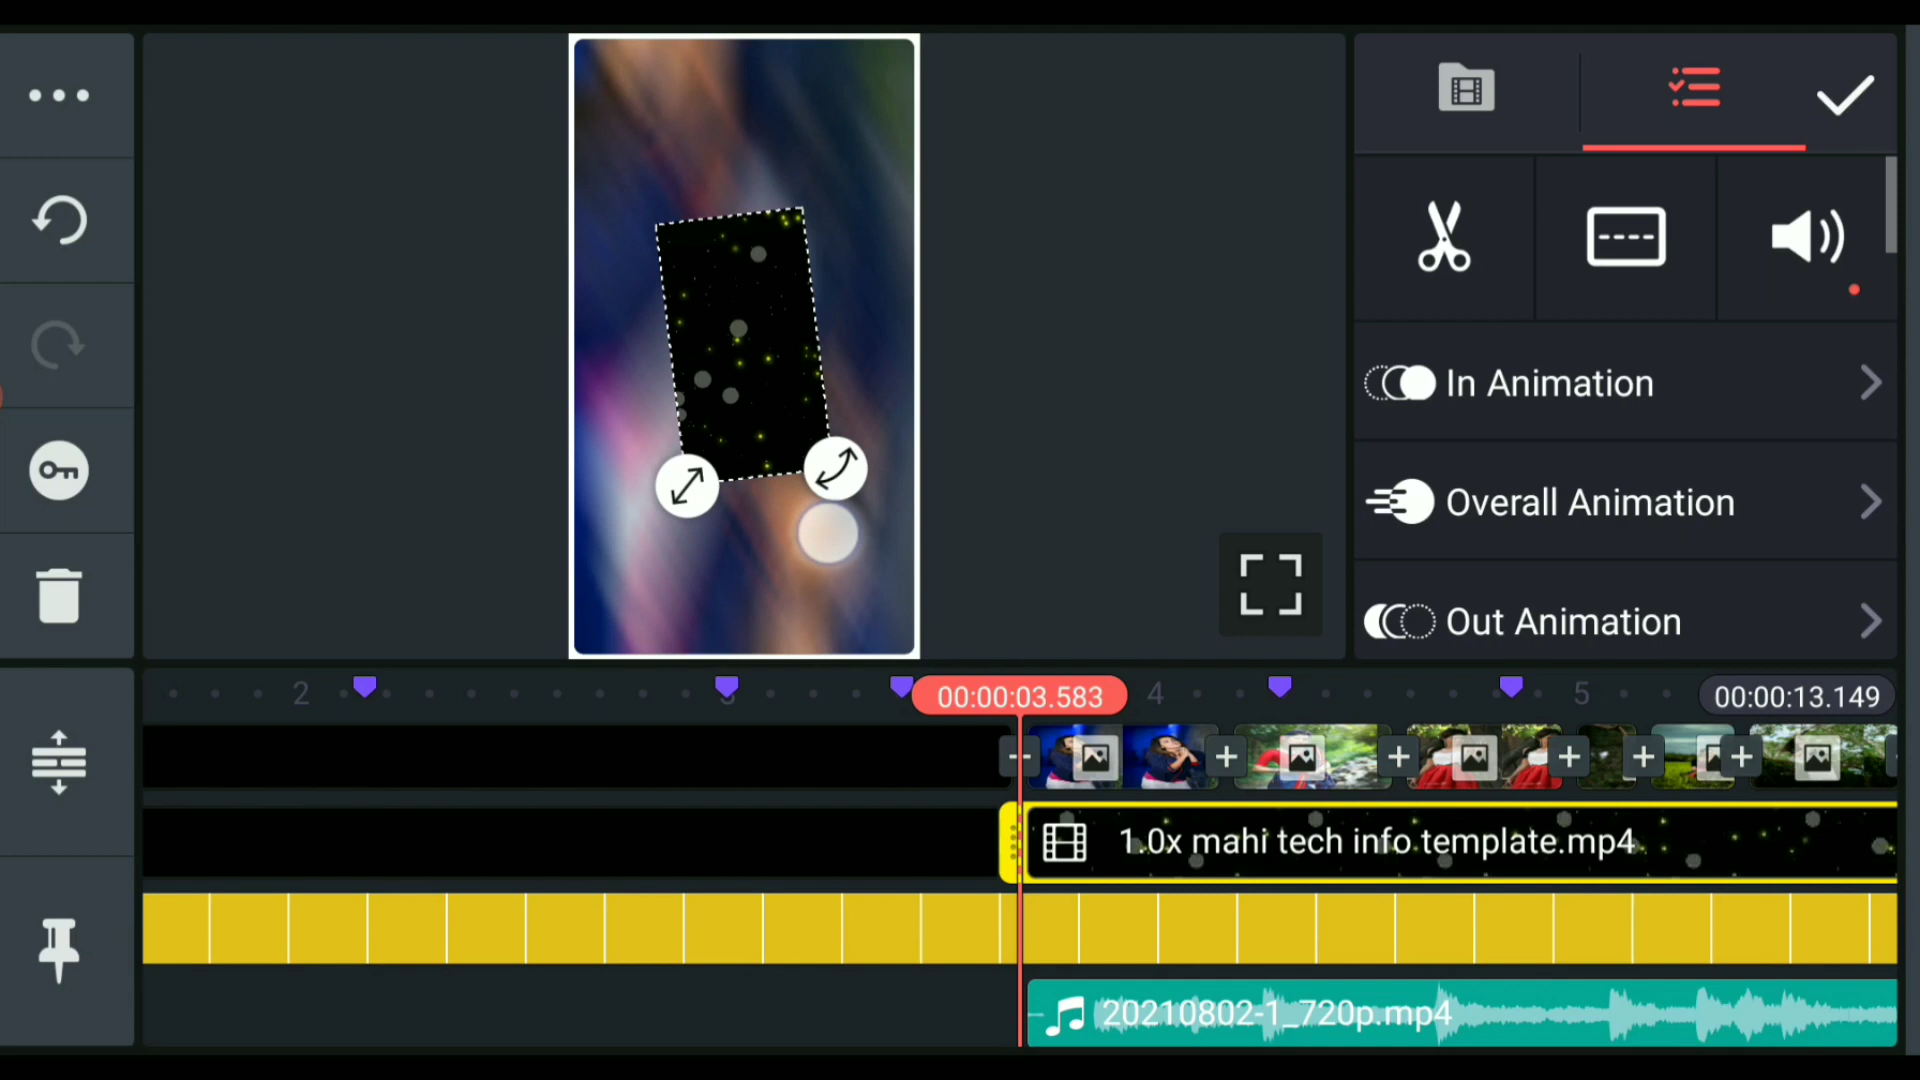 In Animation
Overall Animation
Out Animation
2
3
00:00:03.583
4
5
00:00:13.149
1.0x mahi tech info template.mp4
20210802-1_720p.mp4